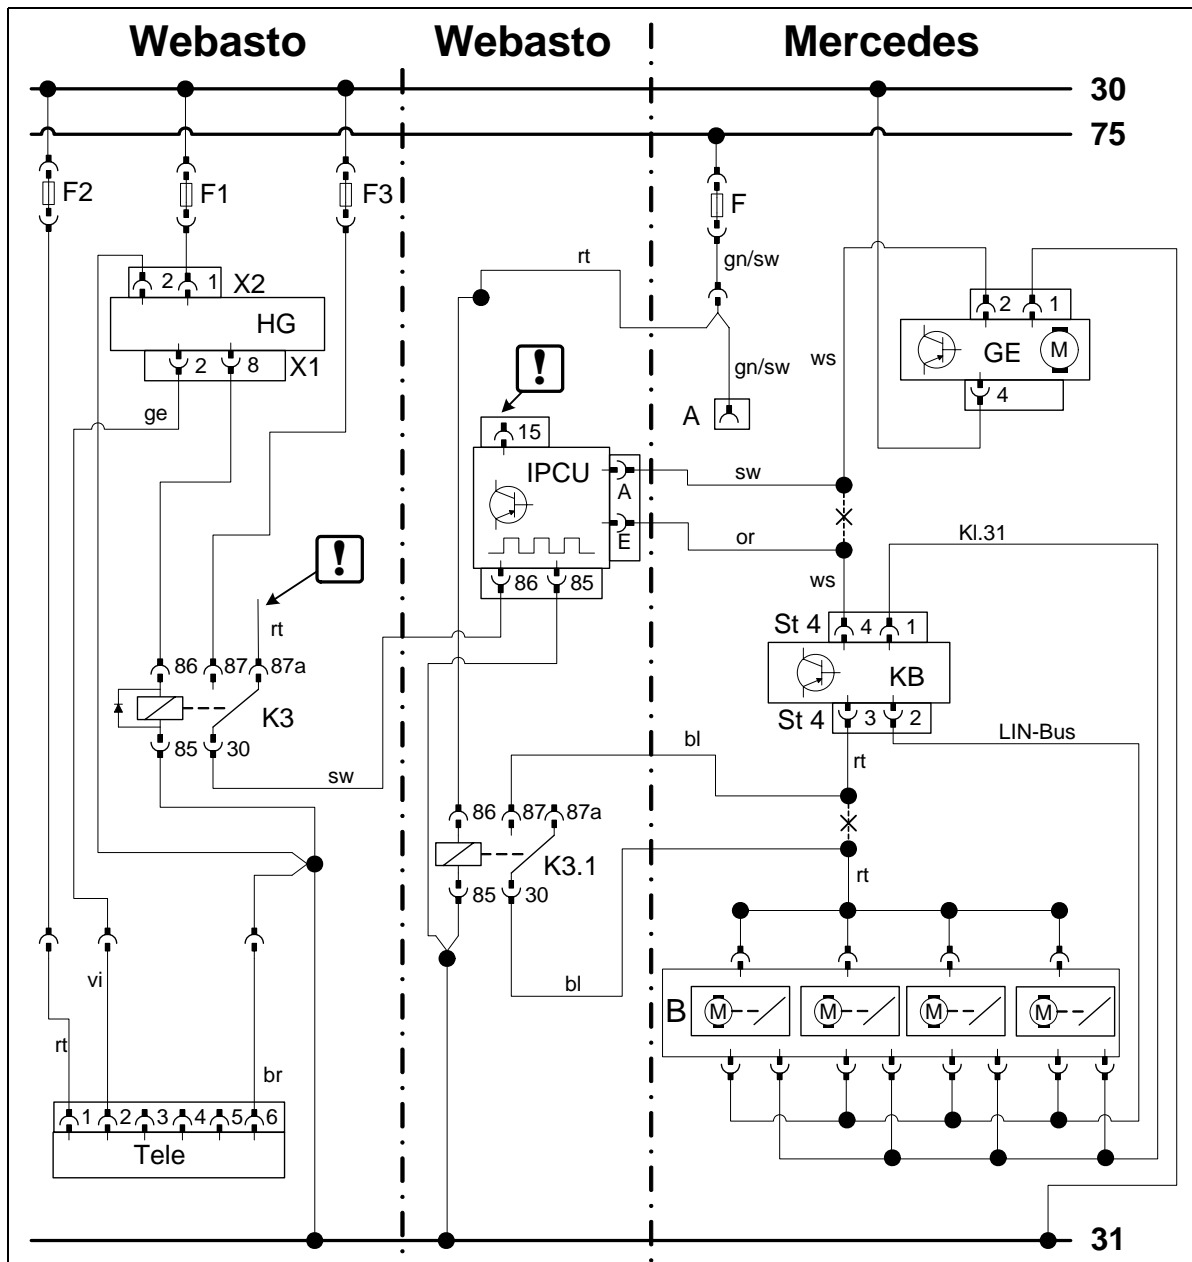 Webasto Webasto Mercedes
30
75
F2 F1 F3 F
rt gn/sw
2 1 X2 2 1
HG GE M
ws
2 8 X1 ! gn/sw 4
ge A
15
IPCU sw
A
E or Kl.31
86 85 ws
!
rt St 4 4 1
86 87 87a KB
K3 St 4 3 2
85 30 bl LIN-Bus
sw rt
86 87 87a
K3.1
85 30 rt
vi bl
B M M M M
rt
br
1 2 3 4 5 6
Tele
31